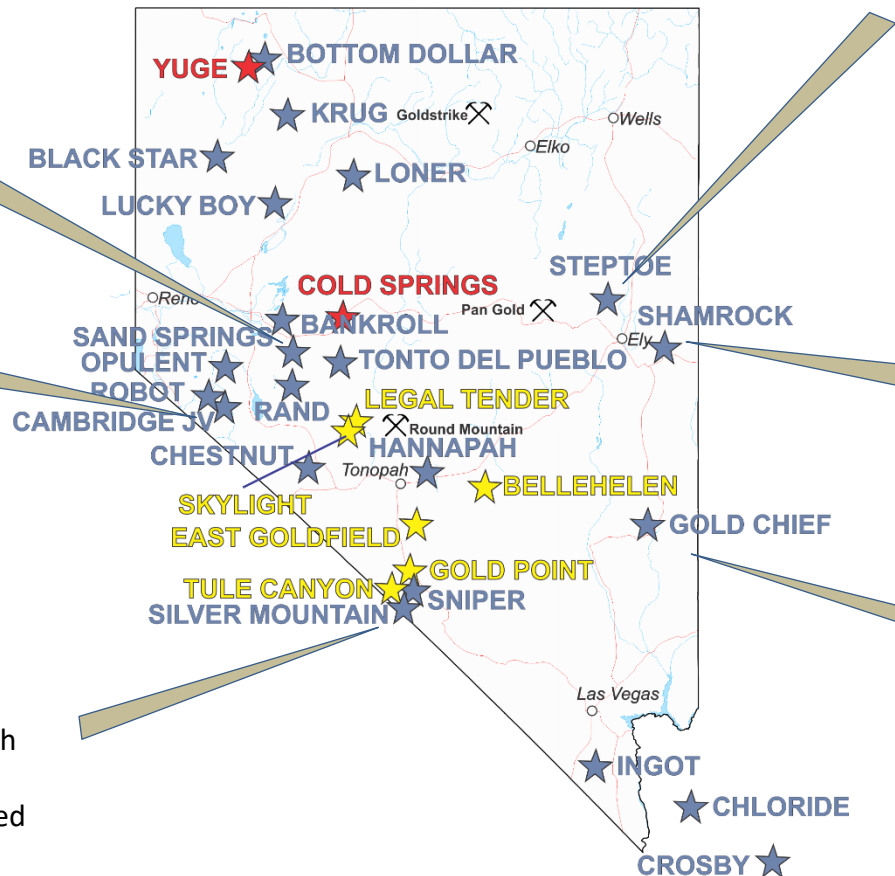 BOTTOM DOLLAR
YUGE
KRUG
Goldstrike
Wells
Elko
BLACK STAR
LONER
LUCKY BOY
STEPTOE
COLD SPRINGS
Reno
Pan Gold
SHAMROCK
BANKROLL
SAND SPRINGS
Ely
OPULENT
TONTO DEL PUEBLO
ROBOT
LEGAL TENDER
RAND
CAMBRIDGE JV
Round Mountain
HANNAPAH
CHESTNUT
Tonopah
BELLEHELEN
SKYLIGHT
GOLD CHIEF
EAST GOLDFIELD
GOLD POINT
TULE CANYON
SNIPER
SILVER MOUNTAIN
Las Vegas
h
INGOT
CHLORIDE
ed
CROSBY